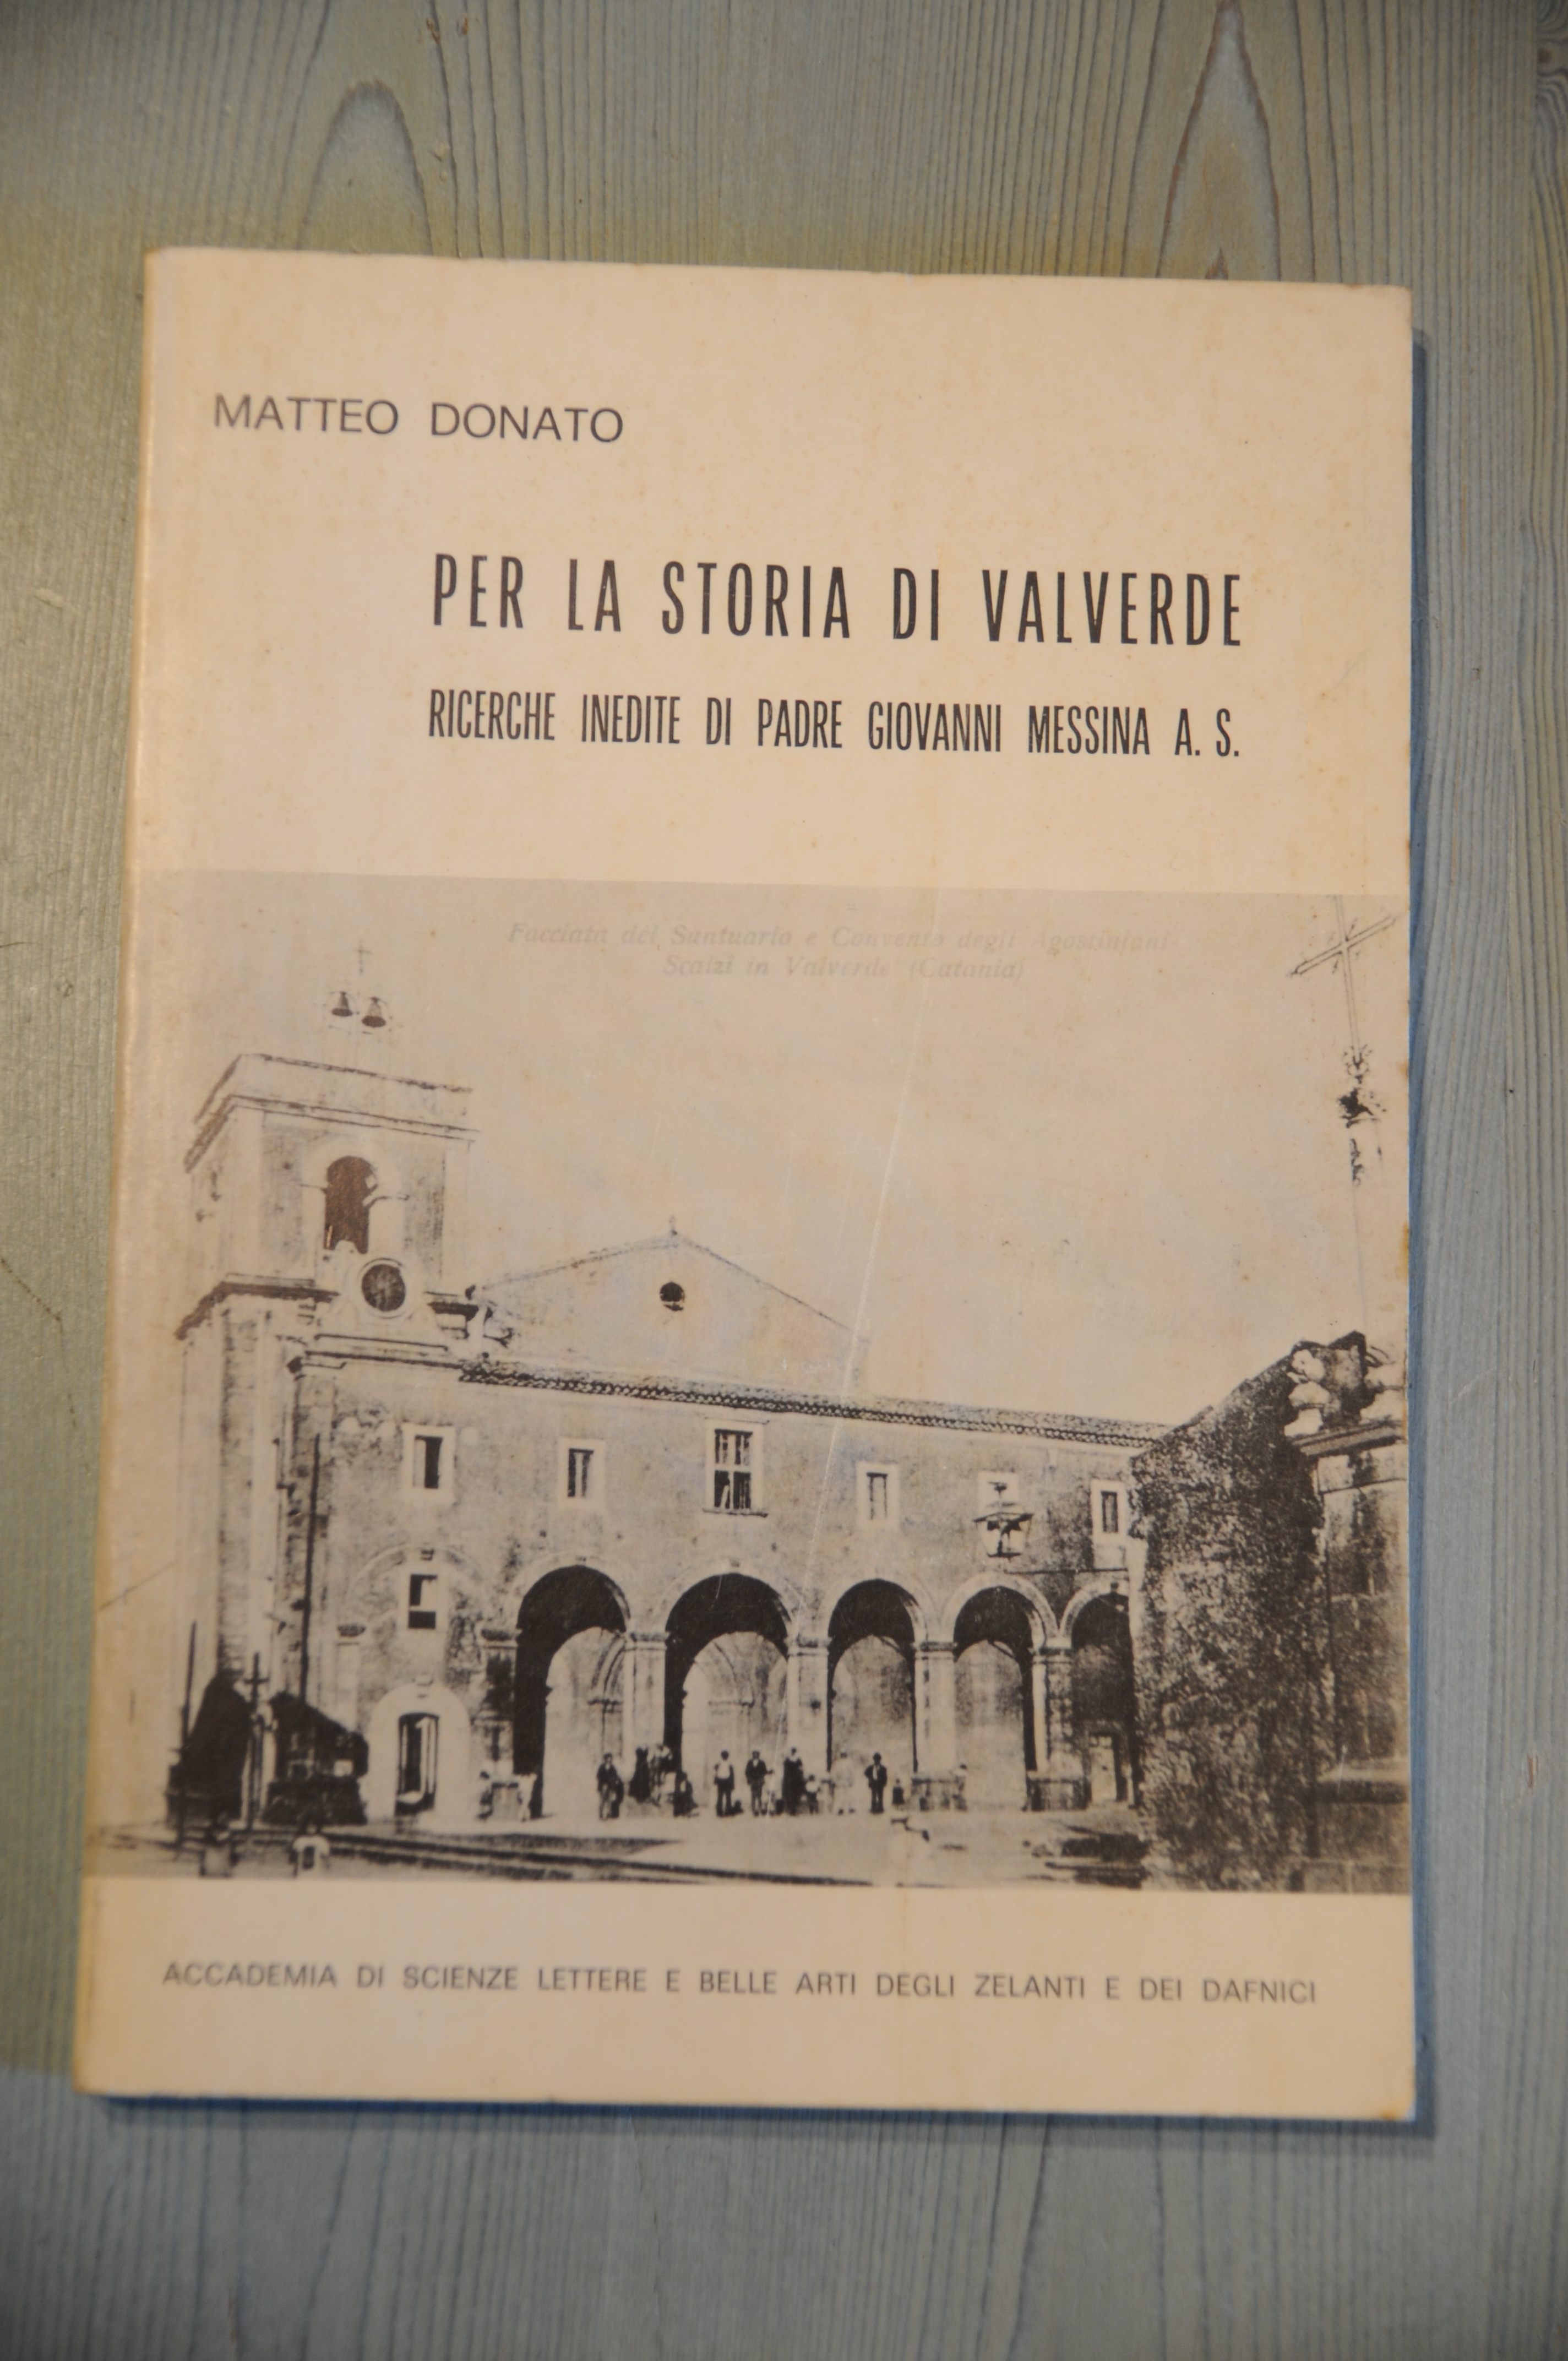 MATTEO DONATO
PER LA STORIA DI VALVERDE
RICERCHE INEDITE DI PADRE GIOVANNI MESSINA A. S.
Facciata del Santuario e Convento degli Agostiniani
Scalzi in Valverde (Catania)
ACCADEMIA DI SCIENZE LETTERE E BELLE ARTI DEGLI ZELANTI E DEI DAFNICI